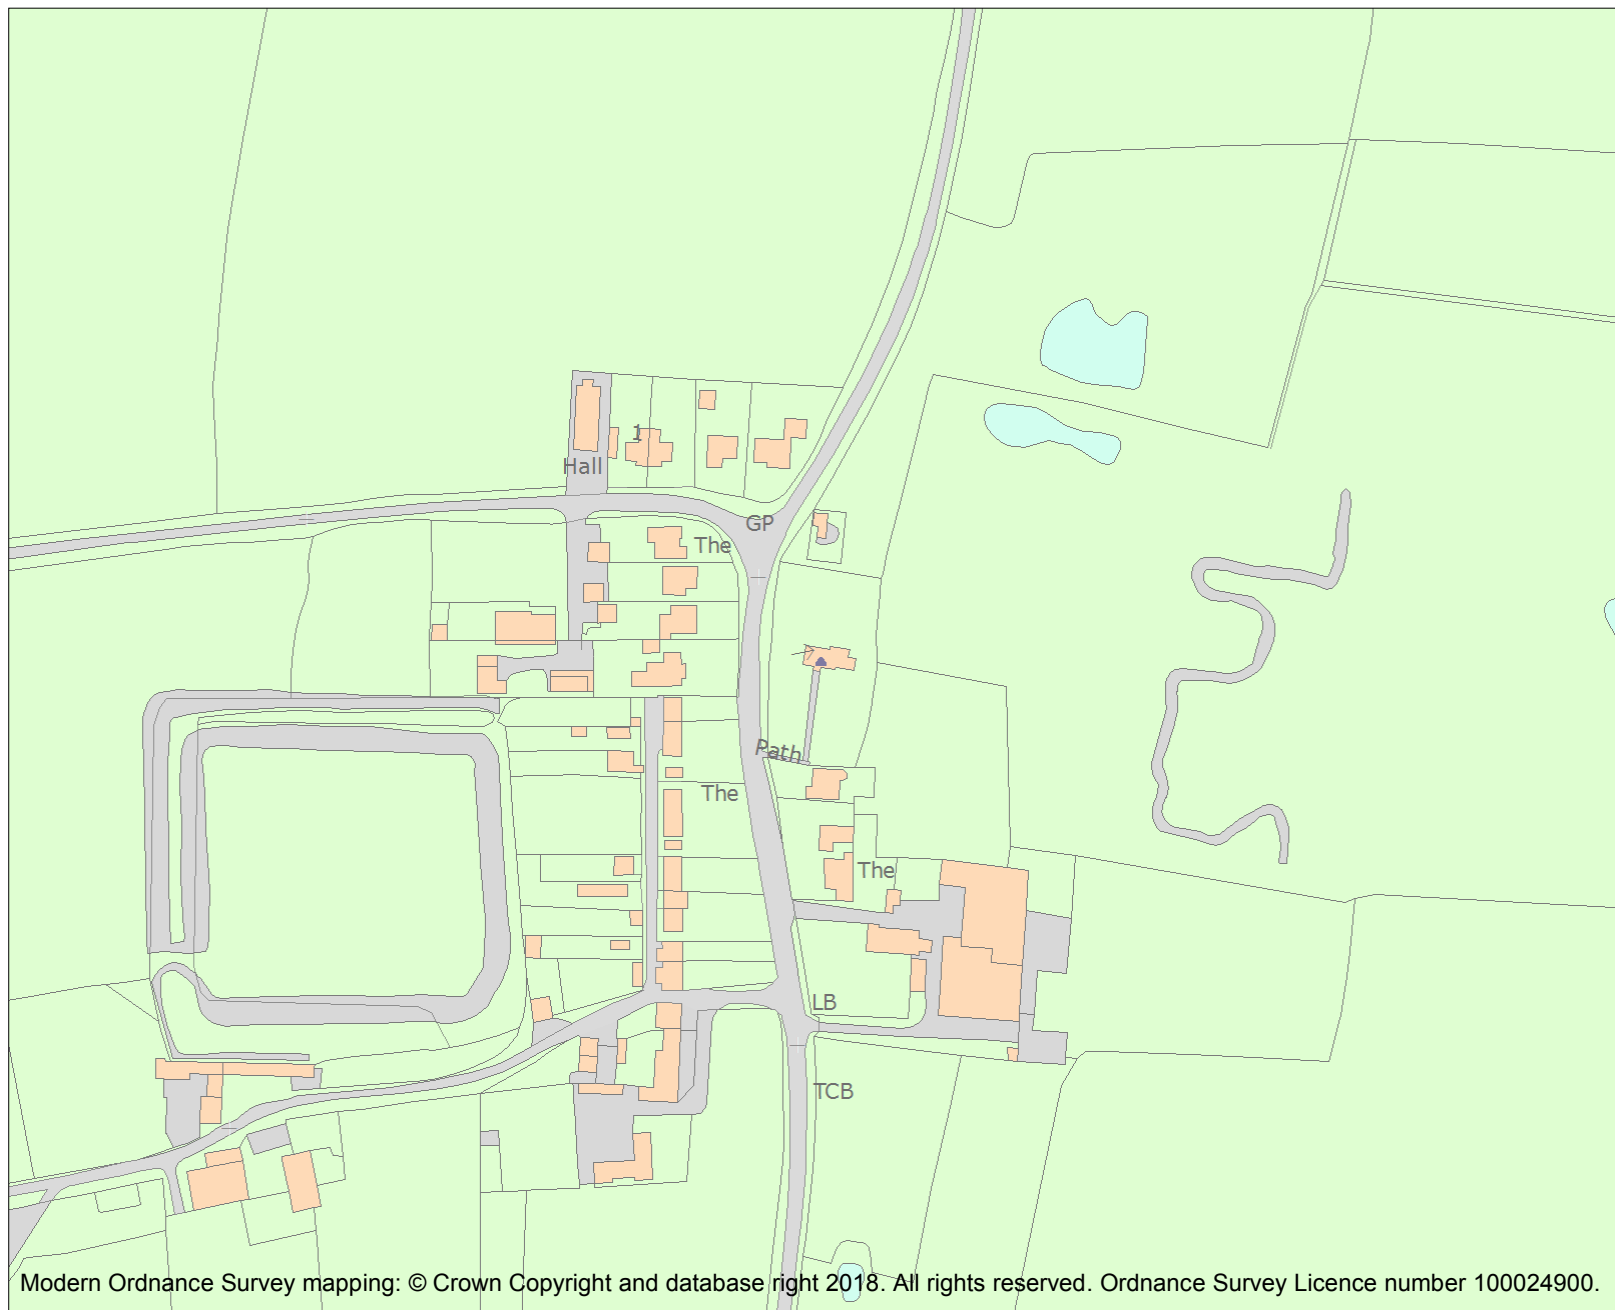 1
Hall
GP
The
Path
The
The
LB
TCB
Modern Ordnance Survey mapping: © Crown Copyright and database right 2018. All rights reserved. Ordnance Survey Licence number 100024900.